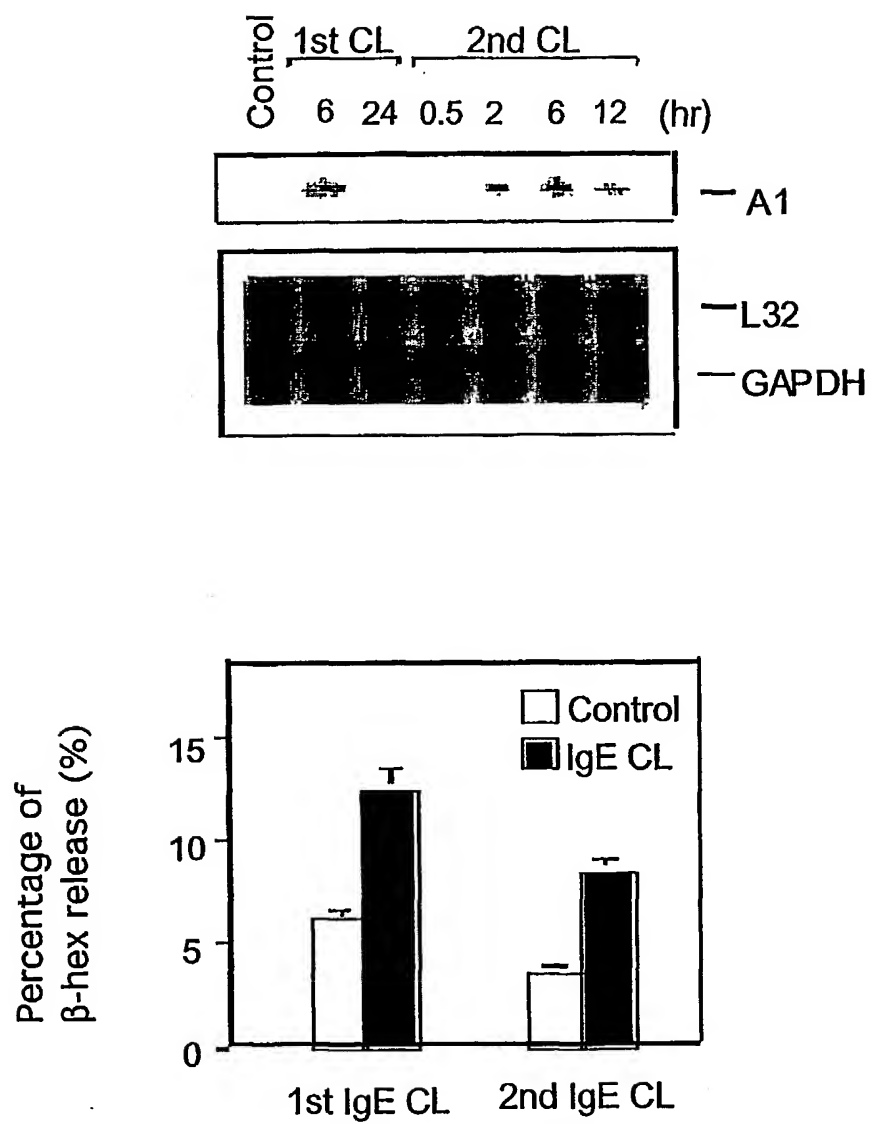 Control
1st CL 2nd CL
6 24 0.5 2 6 12 (hr)
A1
L32
GAPDH
Control
IgE CL
Percentage of
β-hex release (%)
15
10
5
0
1st IgE CL 2nd IgE CL